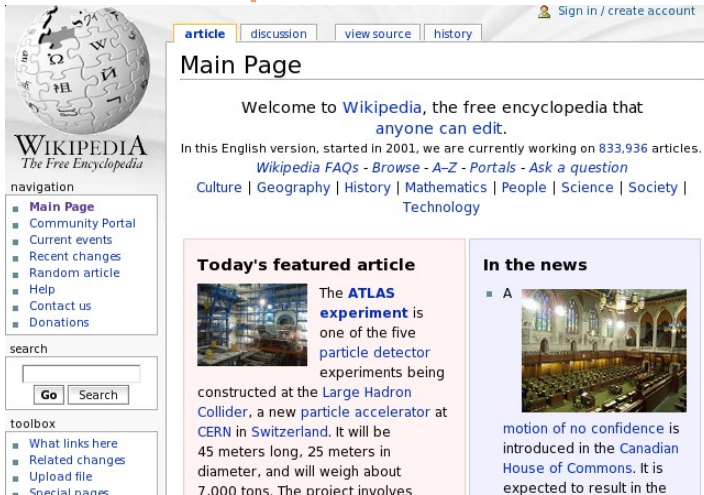 Sign in / create account
article discussion view source history
Main Page
WIKIPEDIA
The Free Encyclopedia
Welcome to Wikipedia, the free encyclopedia that
anyone can edit.
In this English version, started in 2001, we are currently working on 833,936 articles.
Wikipedia FAQs - Browse - A–Z - Portals - Ask a question
Culture | Geography | History | Mathematics | People | Science | Society |
Technology
navigation
Main Page
Community Portal
Current events
Recent changes
Random article
Help
Contact us
Donations
search
Go Search
toolbox
What links here
Related changes
Upload file
Special pages
Today's featured article
The ATLAS
experiment is
one of the five
particle detector
experiments being
constructed at the Large Hadron
Collider, a new particle accelerator at
CERN in Switzerland. It will be
45 meters long, 25 meters in
diameter, and will weigh about
7,000 tons. The project involves
In the news
A
motion of no confidence is
introduced in the Canadian
House of Commons. It is
expected to result in the